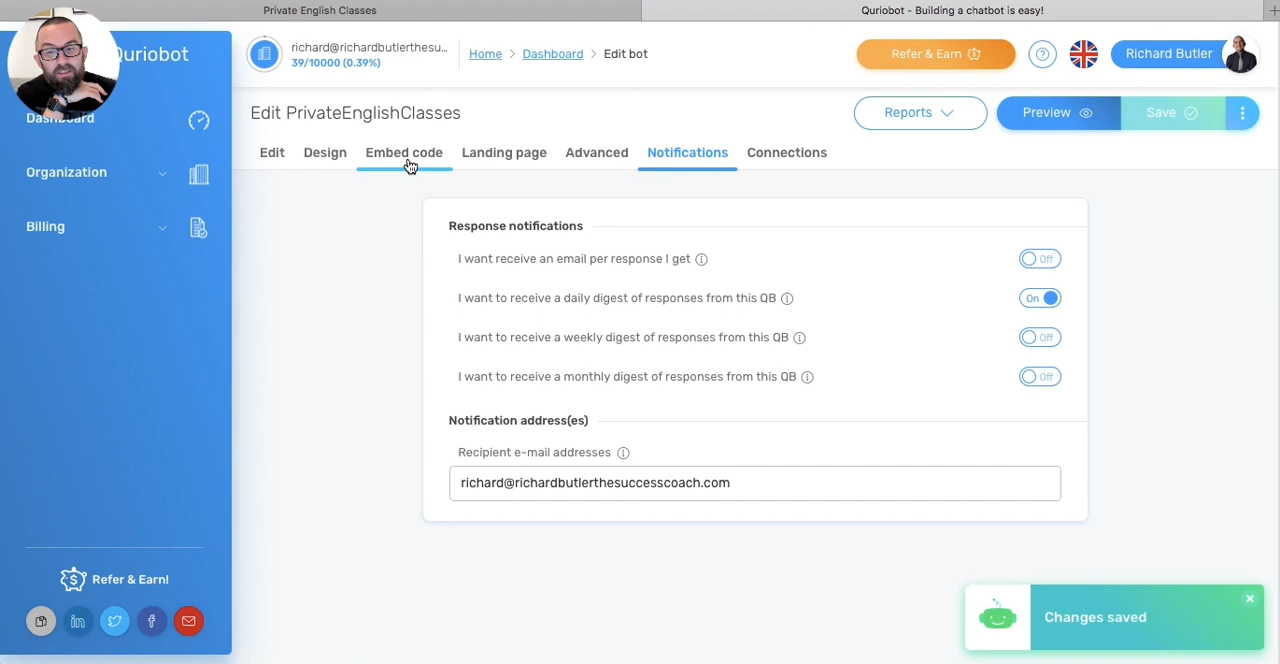 Private English Classes
Quriobot - Building a chatbot is easy!
Quriobot
richard@richardbutlerthesu...
39/10000 (0.39%)
Home > Dashboard > Edit bot
Refer & Earn
Richard Butler
Dashboard
Organization
Billing
Edit PrivateEnglishClasses
Reports
Preview
Save
Edit
Design
Embed code
Landing page
Advanced
Notifications
Connections
Response notifications
I want receive an email per response I get
Off
I want to receive a daily digest of responses from this QB
On
I want to receive a weekly digest of responses from this QB
Off
I want to receive a monthly digest of responses from this QB
Off
Notification address(es)
Recipient e-mail addresses
richard@richardbutlerthesuccesscoach.com
Refer & Earn!
Changes saved